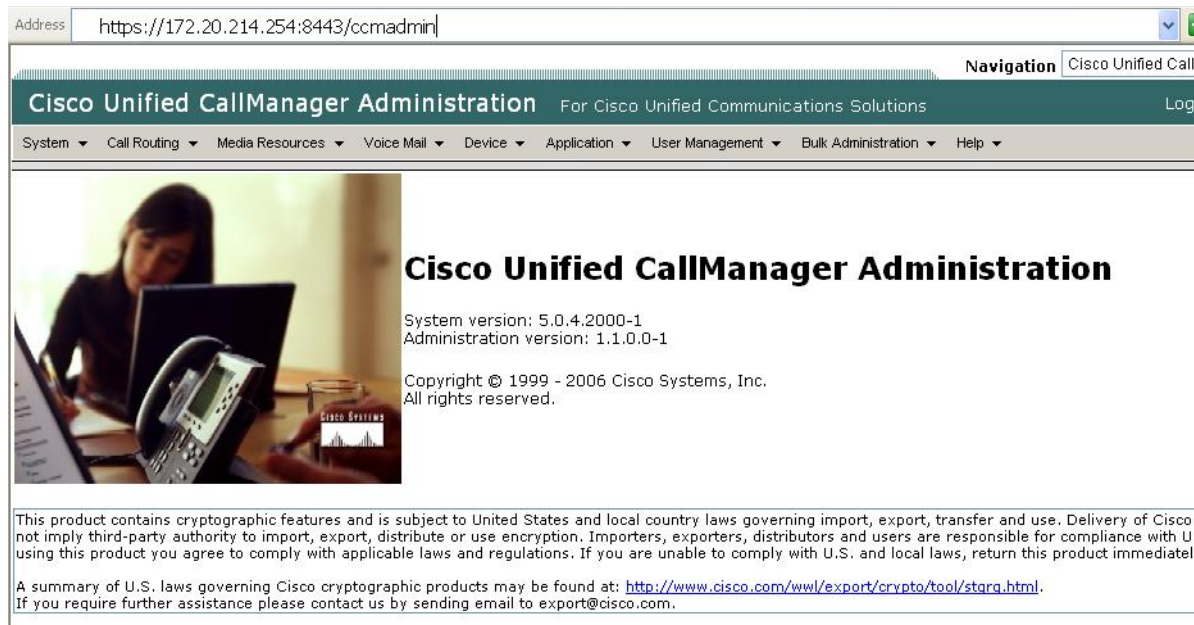 Address https://172.20.214.254:8443/ccmadmin
Navigation Cisco Unified Call
Cisco Unified CallManager Administration For Cisco Unified Communications Solutions Log
System Call Routing Media Resources Voice Mail Device Application User Management Bulk Administration Help
Cisco Unified CallManager Administration
System version: 5.0.4.2000-1
Administration version: 1.1.0.0-1
Copyright © 1999 - 2006 Cisco Systems, Inc.
All rights reserved.
CISCO SYSTEMS
This product contains cryptographic features and is subject to United States and local country laws governing import, export, transfer and use. Delivery of Cisco
not imply third-party authority to import, export, distribute or use encryption. Importers, exporters, distributors and users are responsible for compliance with U
using this product you agree to comply with applicable laws and regulations. If you are unable to comply with U.S. and local laws, return this product immediatel
A summary of U.S. laws governing Cisco cryptographic products may be found at: http://www.cisco.com/wwl/export/crypto/tool/stqrg.html.
If you require further assistance please contact us by sending email to export@cisco.com.